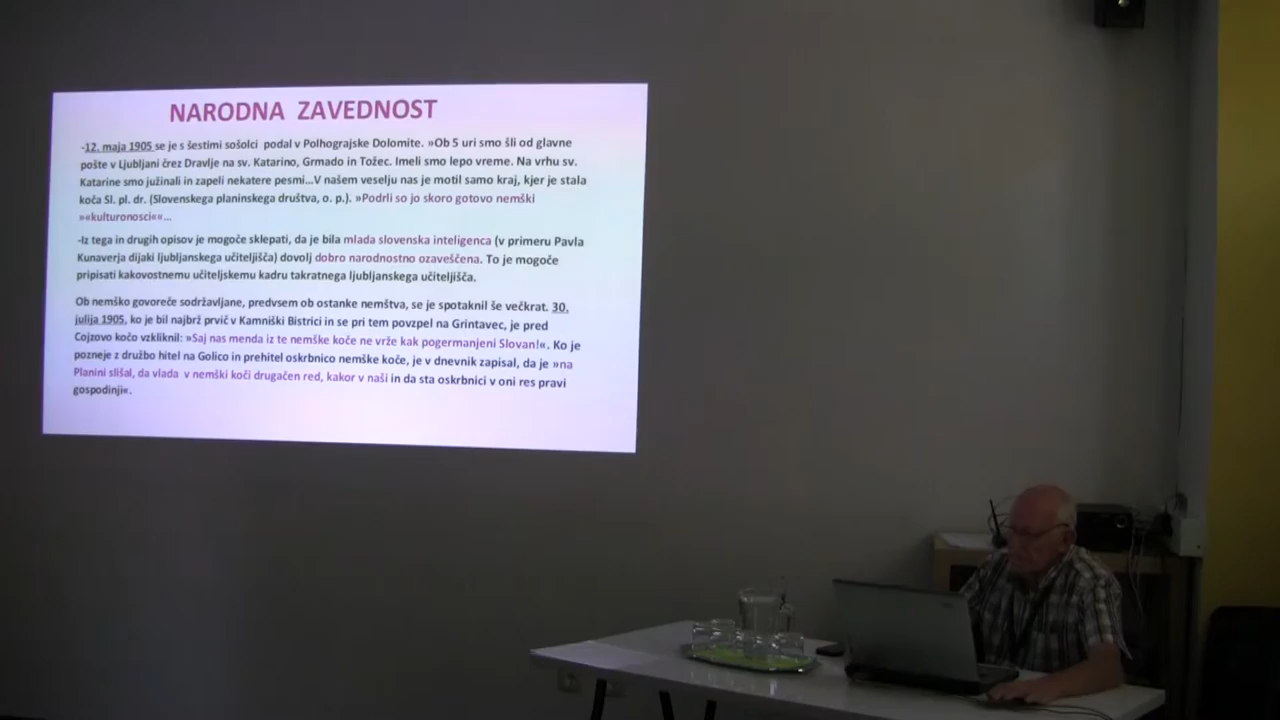 NARODNA ZAVEDNOST
-12. maja 1905 se je s šestimi sošolci podal v Polhograjske Dolomite. »Ob 5 uri smo šli od glavne
pošte v Ljubljani črez Dravlje na sv. Katarino, Grmado in Tožec. Imeli smo lepo vreme. Na vrhu sv.
Katarine smo južinali in zapeli nekatere pesmi...V našem veselju nas je motil samo kraj, kjer je stala
koča Sl. pl. dr. (Slovenskega planinskega društva, o. p.). »Podrli so jo skoro gotovo nemški
»«kulturonosci««...
-Iz tega in drugih opisov je mogoče sklepati, da je bila mlada slovenska inteligenca (v primeru Pavla
Kunaverja dijaki ljubljanskega učiteljišča) dovolj dobro narodnostno ozaveščena. To je mogoče
pripisati kakovostnemu učiteljskemu kadru takratnega ljubljanskega učiteljišča.
Ob nemško govoreče sodržavljane, predvsem ob ostanke nemštva, se je spotaknil še večkrat. 30.
julija 1905, ko je bil najbrž prvič v Kamniški Bistrici in se pri tem povzpel na Grintavec, je pred
Cojzovo kočo vzkliknil: »Saj nas menda iz te nemške koče ne vrže kak pogermanjeni Slovan!«. Ko je
pozneje z družbo hitel na Golico in prehitel oskrbnico nemške koče, je v dnevnik zapisal, da je »na
Planini slišal, da vlada v nemški koči drugačen red, kakor v naši in da sta oskrbnici v oni res pravi
gospodinji«.